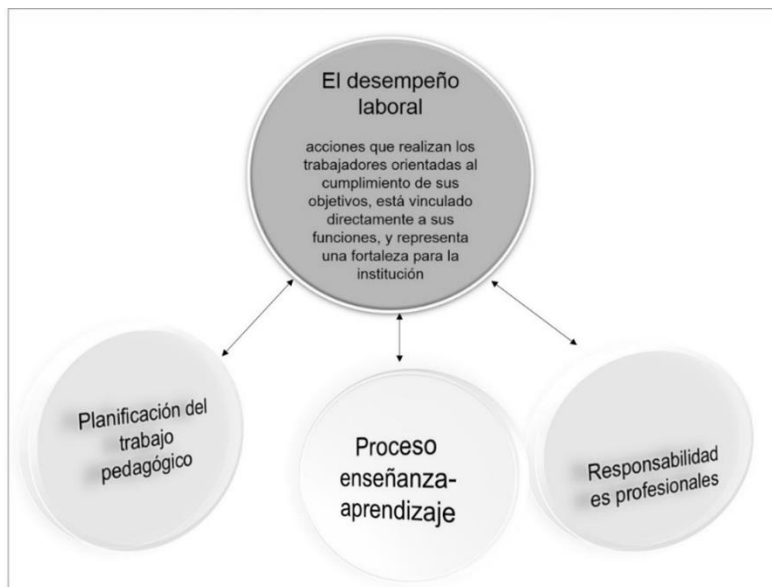 El desempeño
laboral
acciones que realizan los
trabajadores orientadas al
cumplimiento de sus
objetivos, está vinculado
directamente a sus
funciones, y representa
una fortaleza para la
institución
Planificación del
trabajo
pedagógico
Proceso
enseñanza-
aprendizaje
Responsabilidad
es profesionales